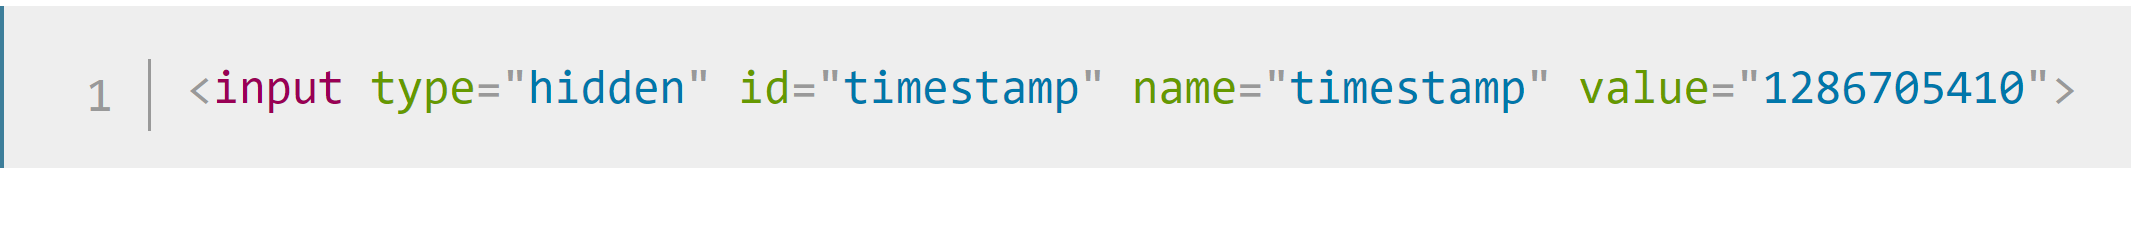 1 <input type="hidden" id="timestamp" name="timestamp" value="1286705410">